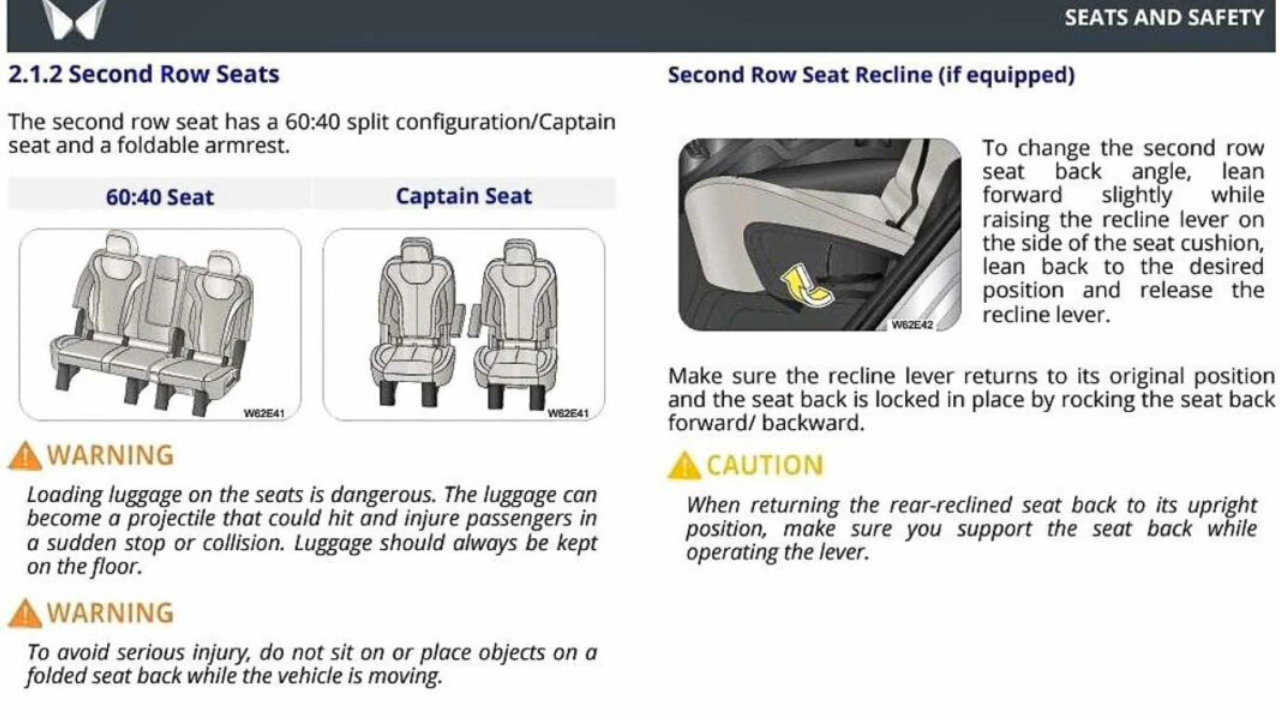 SEATS AND SAFETY
2.1.2 Second Row Seats
The second row seat has a 60:40 split configuration/Captain
seat and a foldable armrest.
60:40 Seat
Captain Seat
W62E41
W62E41
WARNING
Loading luggage on the seats is dangerous. The luggage can
become a projectile that could hit and injure passengers in
a sudden stop or collision. Luggage should always be kept
on the floor.
WARNING
To avoid serious injury, do not sit on or place objects on a
folded seat back while the vehicle is moving.
Second Row Seat Recline (if equipped)
To change the second row
seat back angle, lean
forward slightly while
raising the recline lever on
the side of the seat cushion,
lean back to the desired
position and release the
recline lever.
W62E42
Make sure the recline lever returns to its original position
and the seat back is locked in place by rocking the seat back
forward/ backward.
CAUTION
When returning the rear-reclined seat back to its upright
position, make sure you support the seat back while
operating the lever.